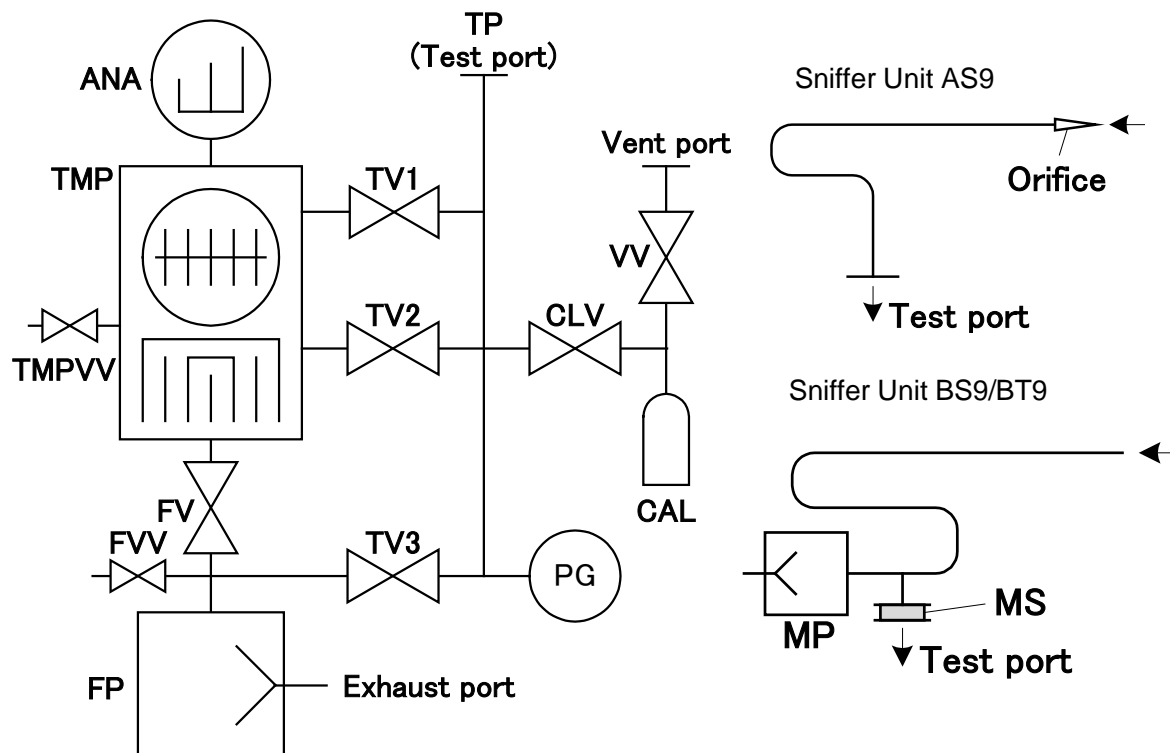 TP
(Test port)
ANA
TMP
TV1
Vent port
VV
TV2
CLV
TMPVV
CAL
FV
FVV
TV3
PG
FP
Exhaust port
Sniffer Unit AS9
Orifice
Test port
Sniffer Unit BS9/BT9
MS
MP
Test port